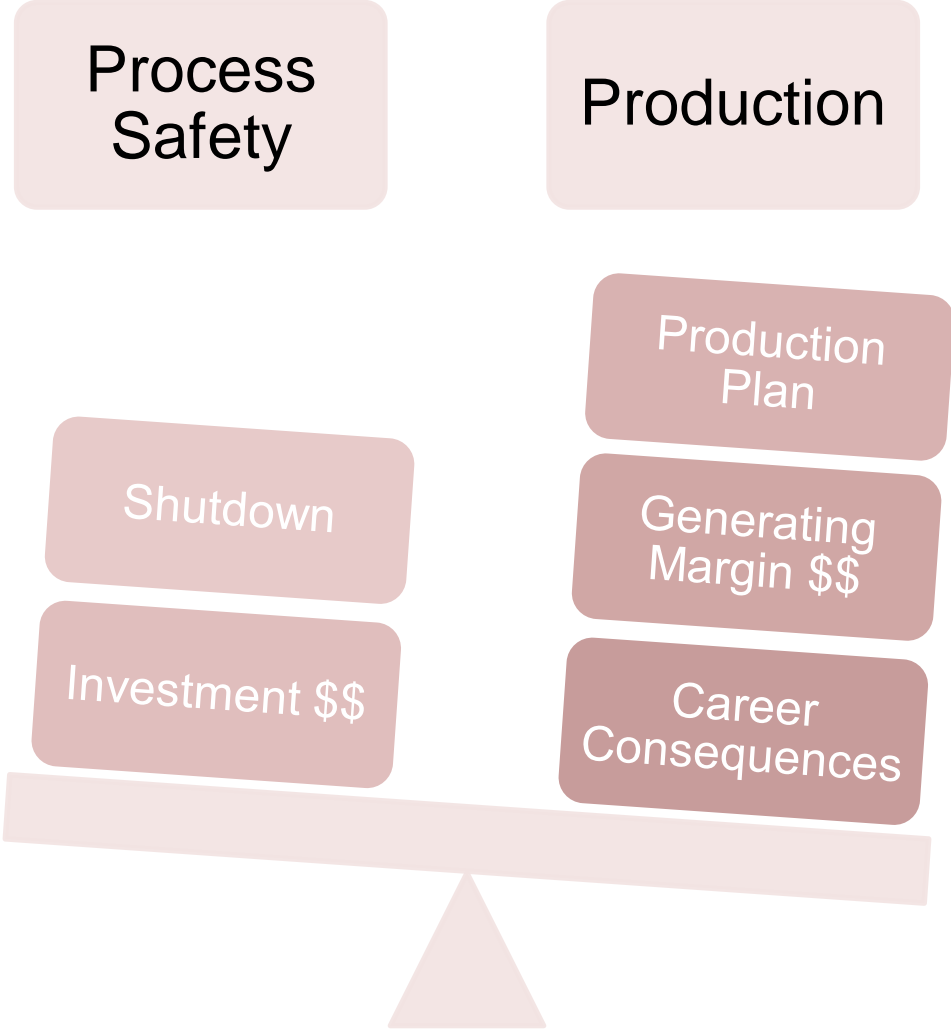 Process
Safety
Production
Shutdown
Investment $$
Production
Plan
Generating
Margin $$
Career
Consequences